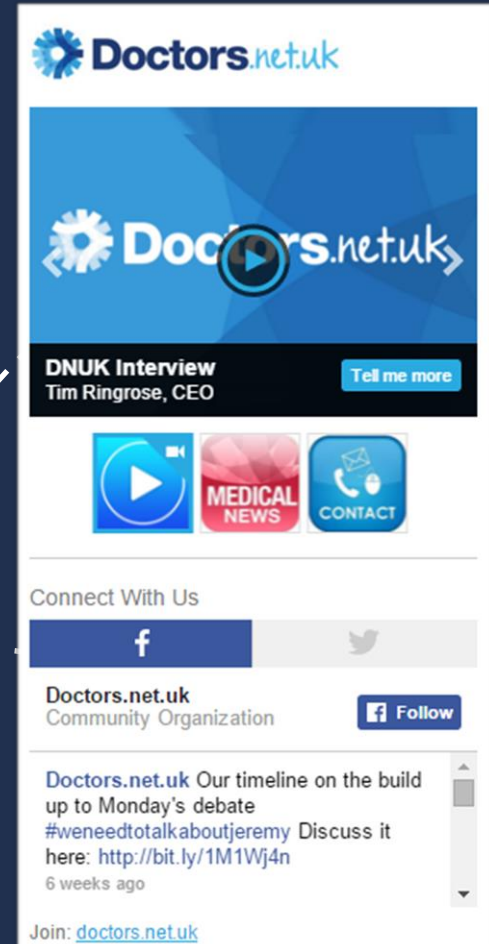 Doctors.net.uk
Doctors.net.uk
DNUK Interview
Tim Ringrose, CEO
Tell me more
MEDICAL
NEWS
CONTACT
Connect With Us
f
Doctors.net.uk
Community Organization
f Follow
Doctors.net.uk Our timeline on the build
up to Monday's debate
#weneedtotalkaboutjeremy Discuss it
here: http://bit.ly/1M1Wj4n
6 weeks ago
Join: doctors.net.uk